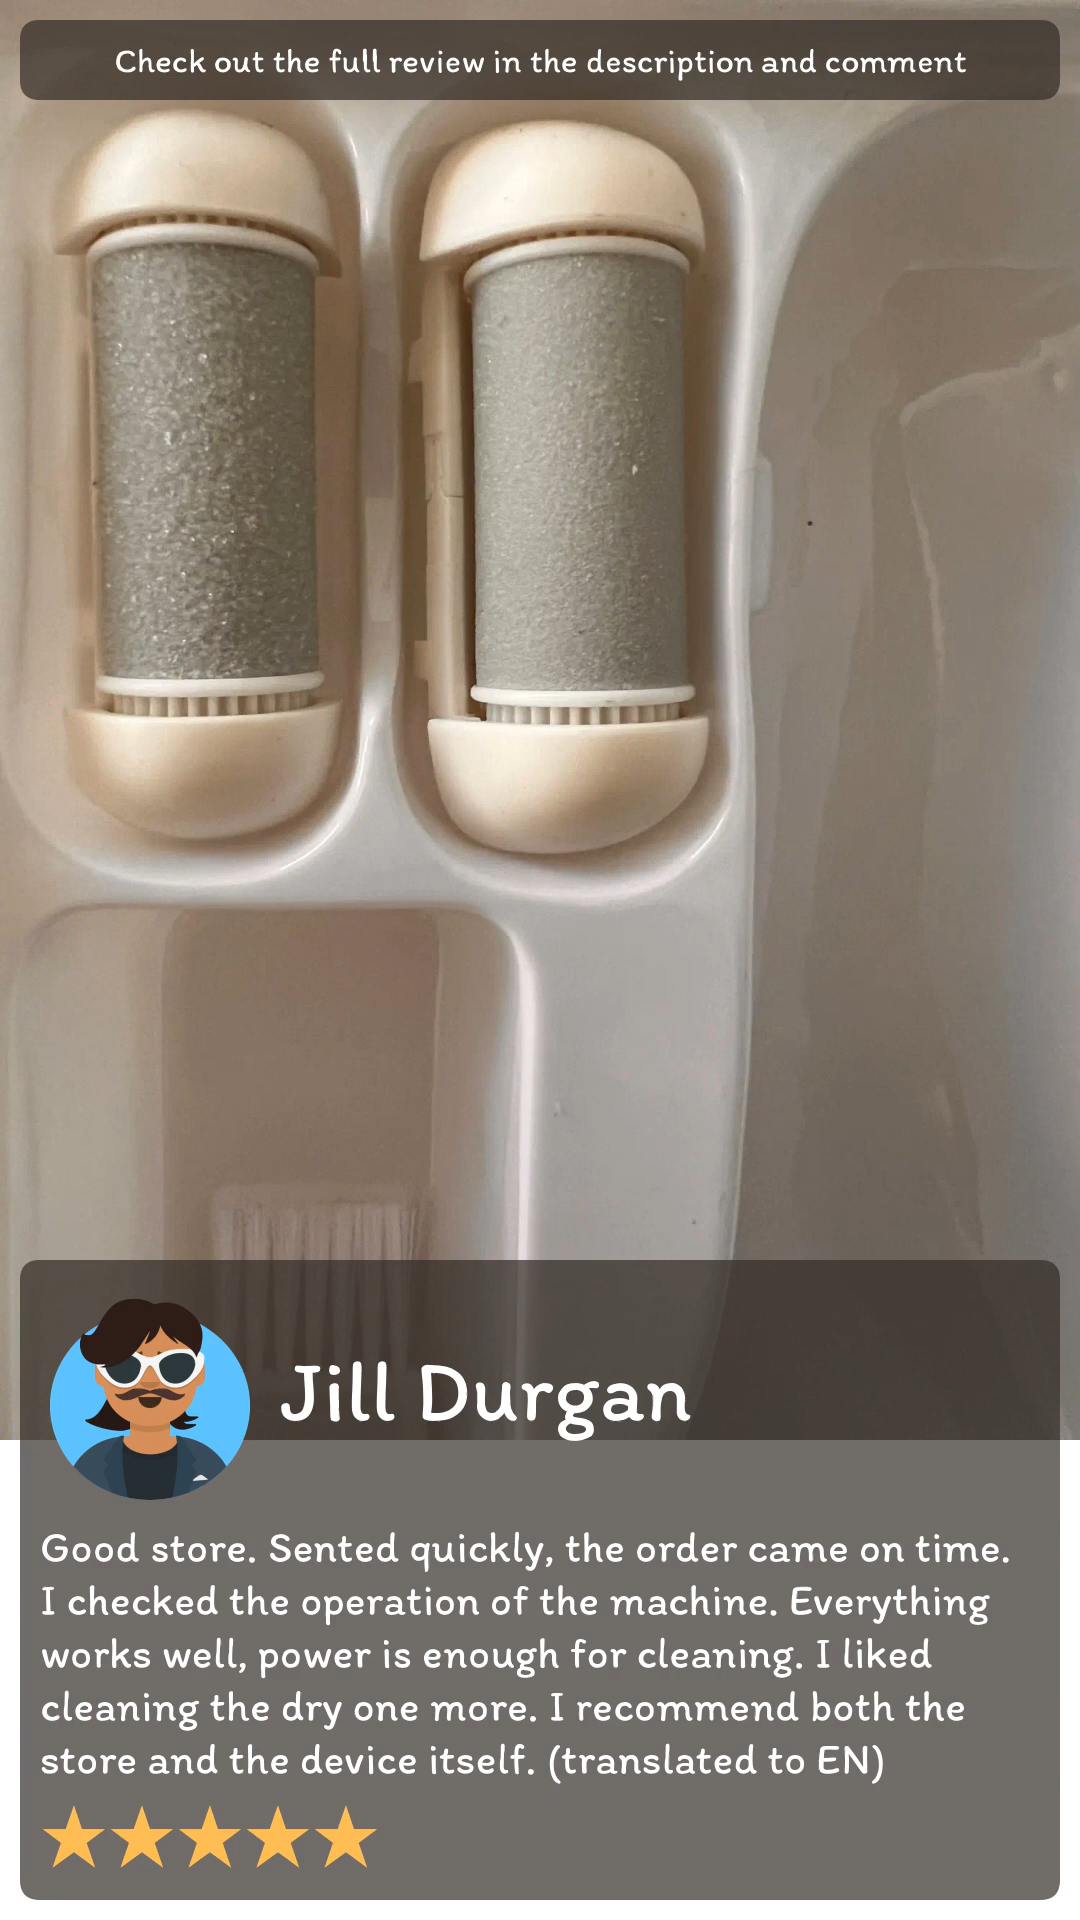 Check out the full review in the description and comment
Jill Durgan
Good store. Sented quickly, the order came on time.
I checked the operation of the machine. Everything
works well, power is enough for cleaning. I liked
cleaning the dry one more. I recommend both the
store and the device itself. (translated to EN)